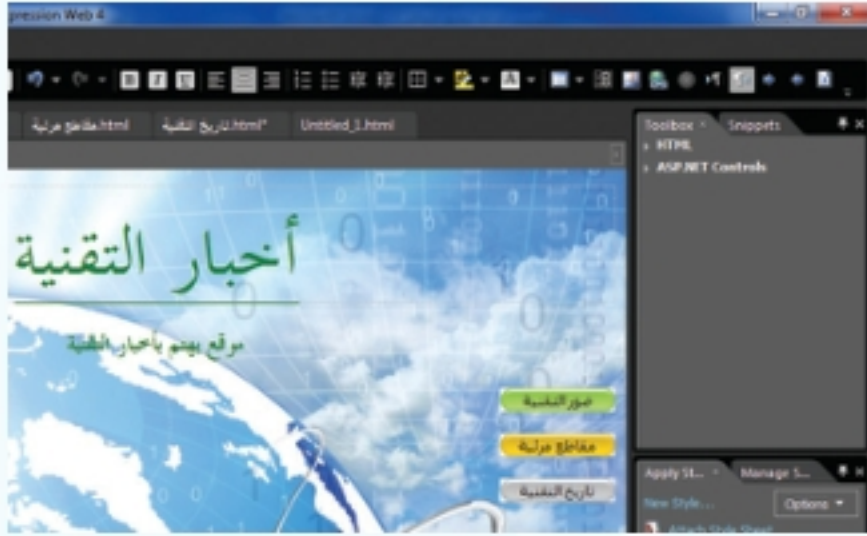 pression Web 4
مقاطع مرئية.html
تاريخ التقنية.html*
Untitled_1.html
Toolbox × Snippets
HTML
ASP.NET Controls
أخبار التقنية
موقع يهتم بأخبار التقنية
صور التقنية
مقاطع مرئية
تاريخ التقنية
Apply St... × Manage S...
New Style... Options
Attach Style Sheet